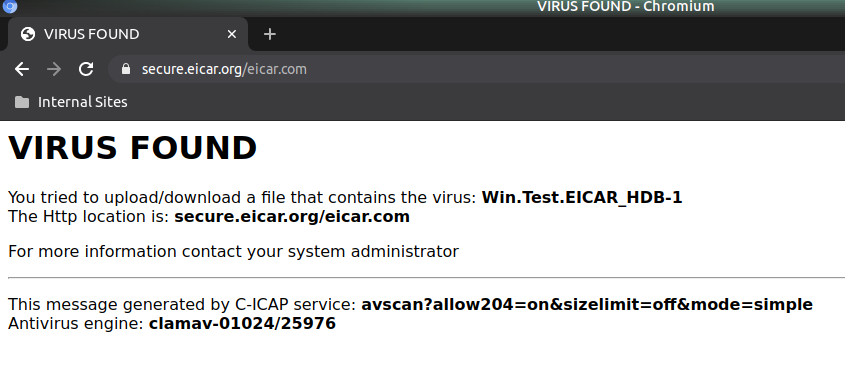 VIRUS FOUND - Chromium
VIRUS FOUND
secure.eicar.org/eicar.com
Internal Sites
VIRUS FOUND
You tried to upload/download a file that contains the virus: Win.Test.EICAR_HDB-1
The Http location is: secure.eicar.org/eicar.com
For more information contact your system administrator
This message generated by C-ICAP service: avscan?allow204=on&sizelimit=off&mode=simple
Antivirus engine: clamav-01024/25976